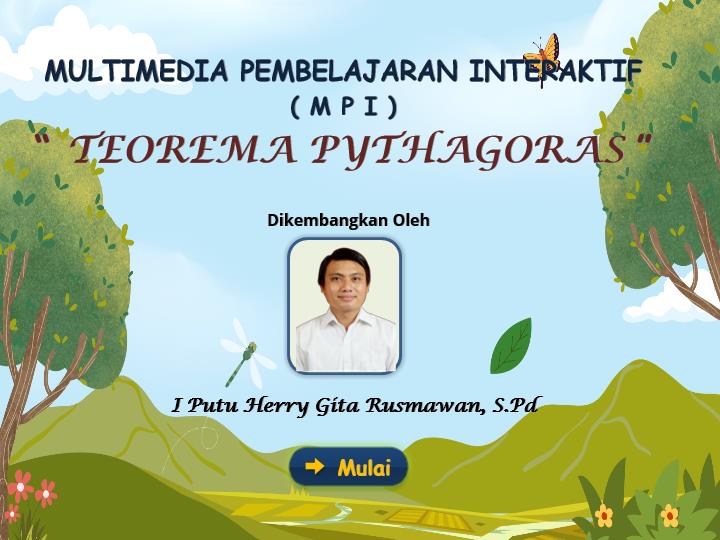 MULTIMEDIA PEMBELAJARAN INTERAKTIF
( M P I )
“ TEOREMA PYTHAGORAS “
Dikembangkan Oleh
I Putu Herry Gita Rusmawan, S.Pd
Mulai